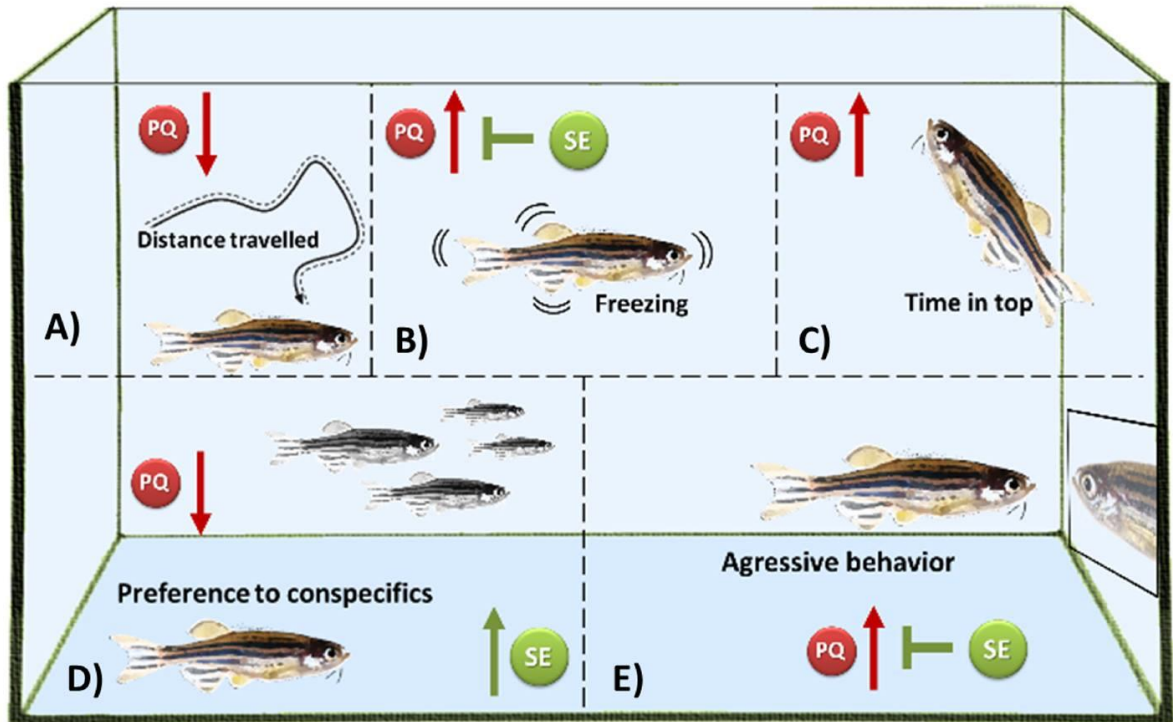 PQ
Distance travelled
A)
PQ
SE
Freezing
B)
PQ
Time in top
C)
PQ
Preference to conspecifics
SE
D)
Agressive behavior
PQ
SE
E)